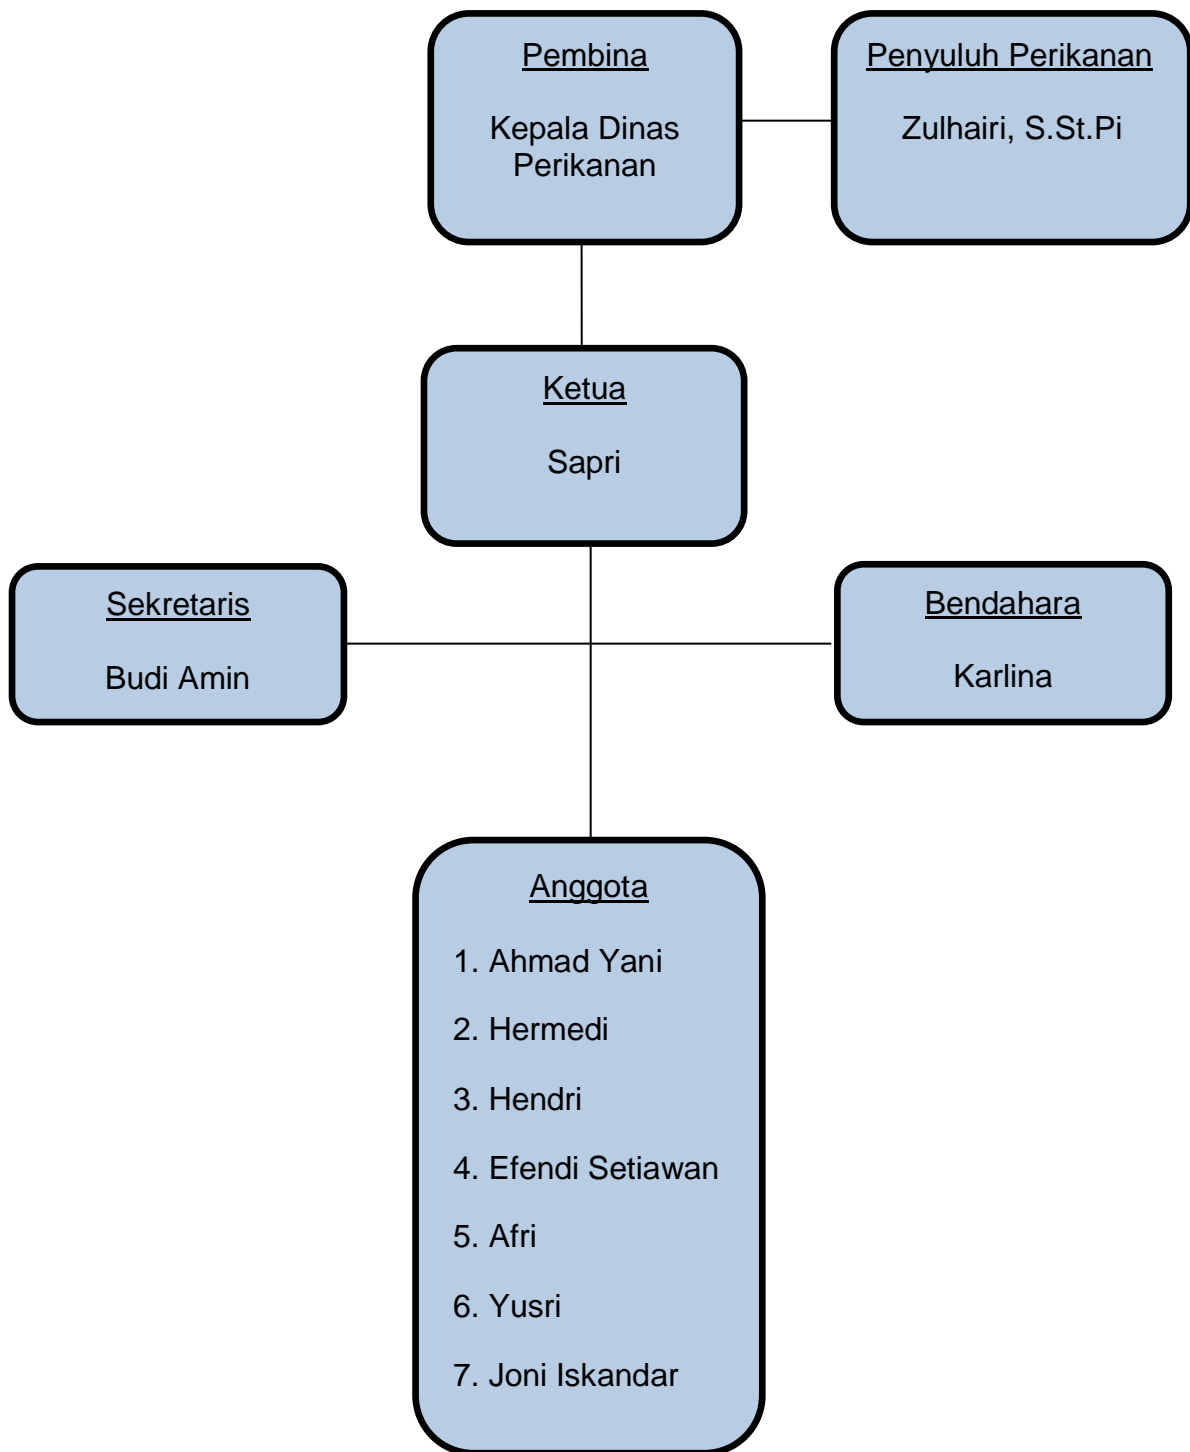 Pembina
Kepala Dinas
Perikanan
Penyuluh Perikanan
Zulhairi, S.St.Pi
Ketua
Sapri
Sekretaris
Budi Amin
Bendahara
Karlina
Anggota
1. Ahmad Yani
2. Hermedi
3. Hendri
4. Efendi Setiawan
5. Afri
6. Yusri
7. Joni Iskandar